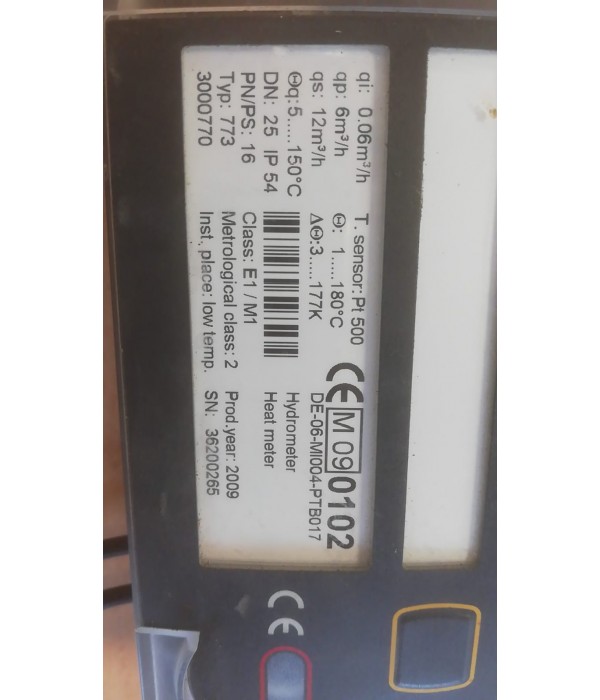 qi: 0.06m³/h T. sensor: Pt 500 CE M 09 0102
qp: 6m³/h Θ: 1.....180°C DE-06-MI004-PTB017
qs: 12m³/h ΔΘ:3.....177K
Θq:5.....150°C Hydrometer
DN: 25 IP 54 Heat meter
PN/PS: 16 Class: E1 / M1
Typ: 773 Metrological class: 2 Prod.year: 2009
3000770 Inst. place: low temp. SN: 36200265
CE